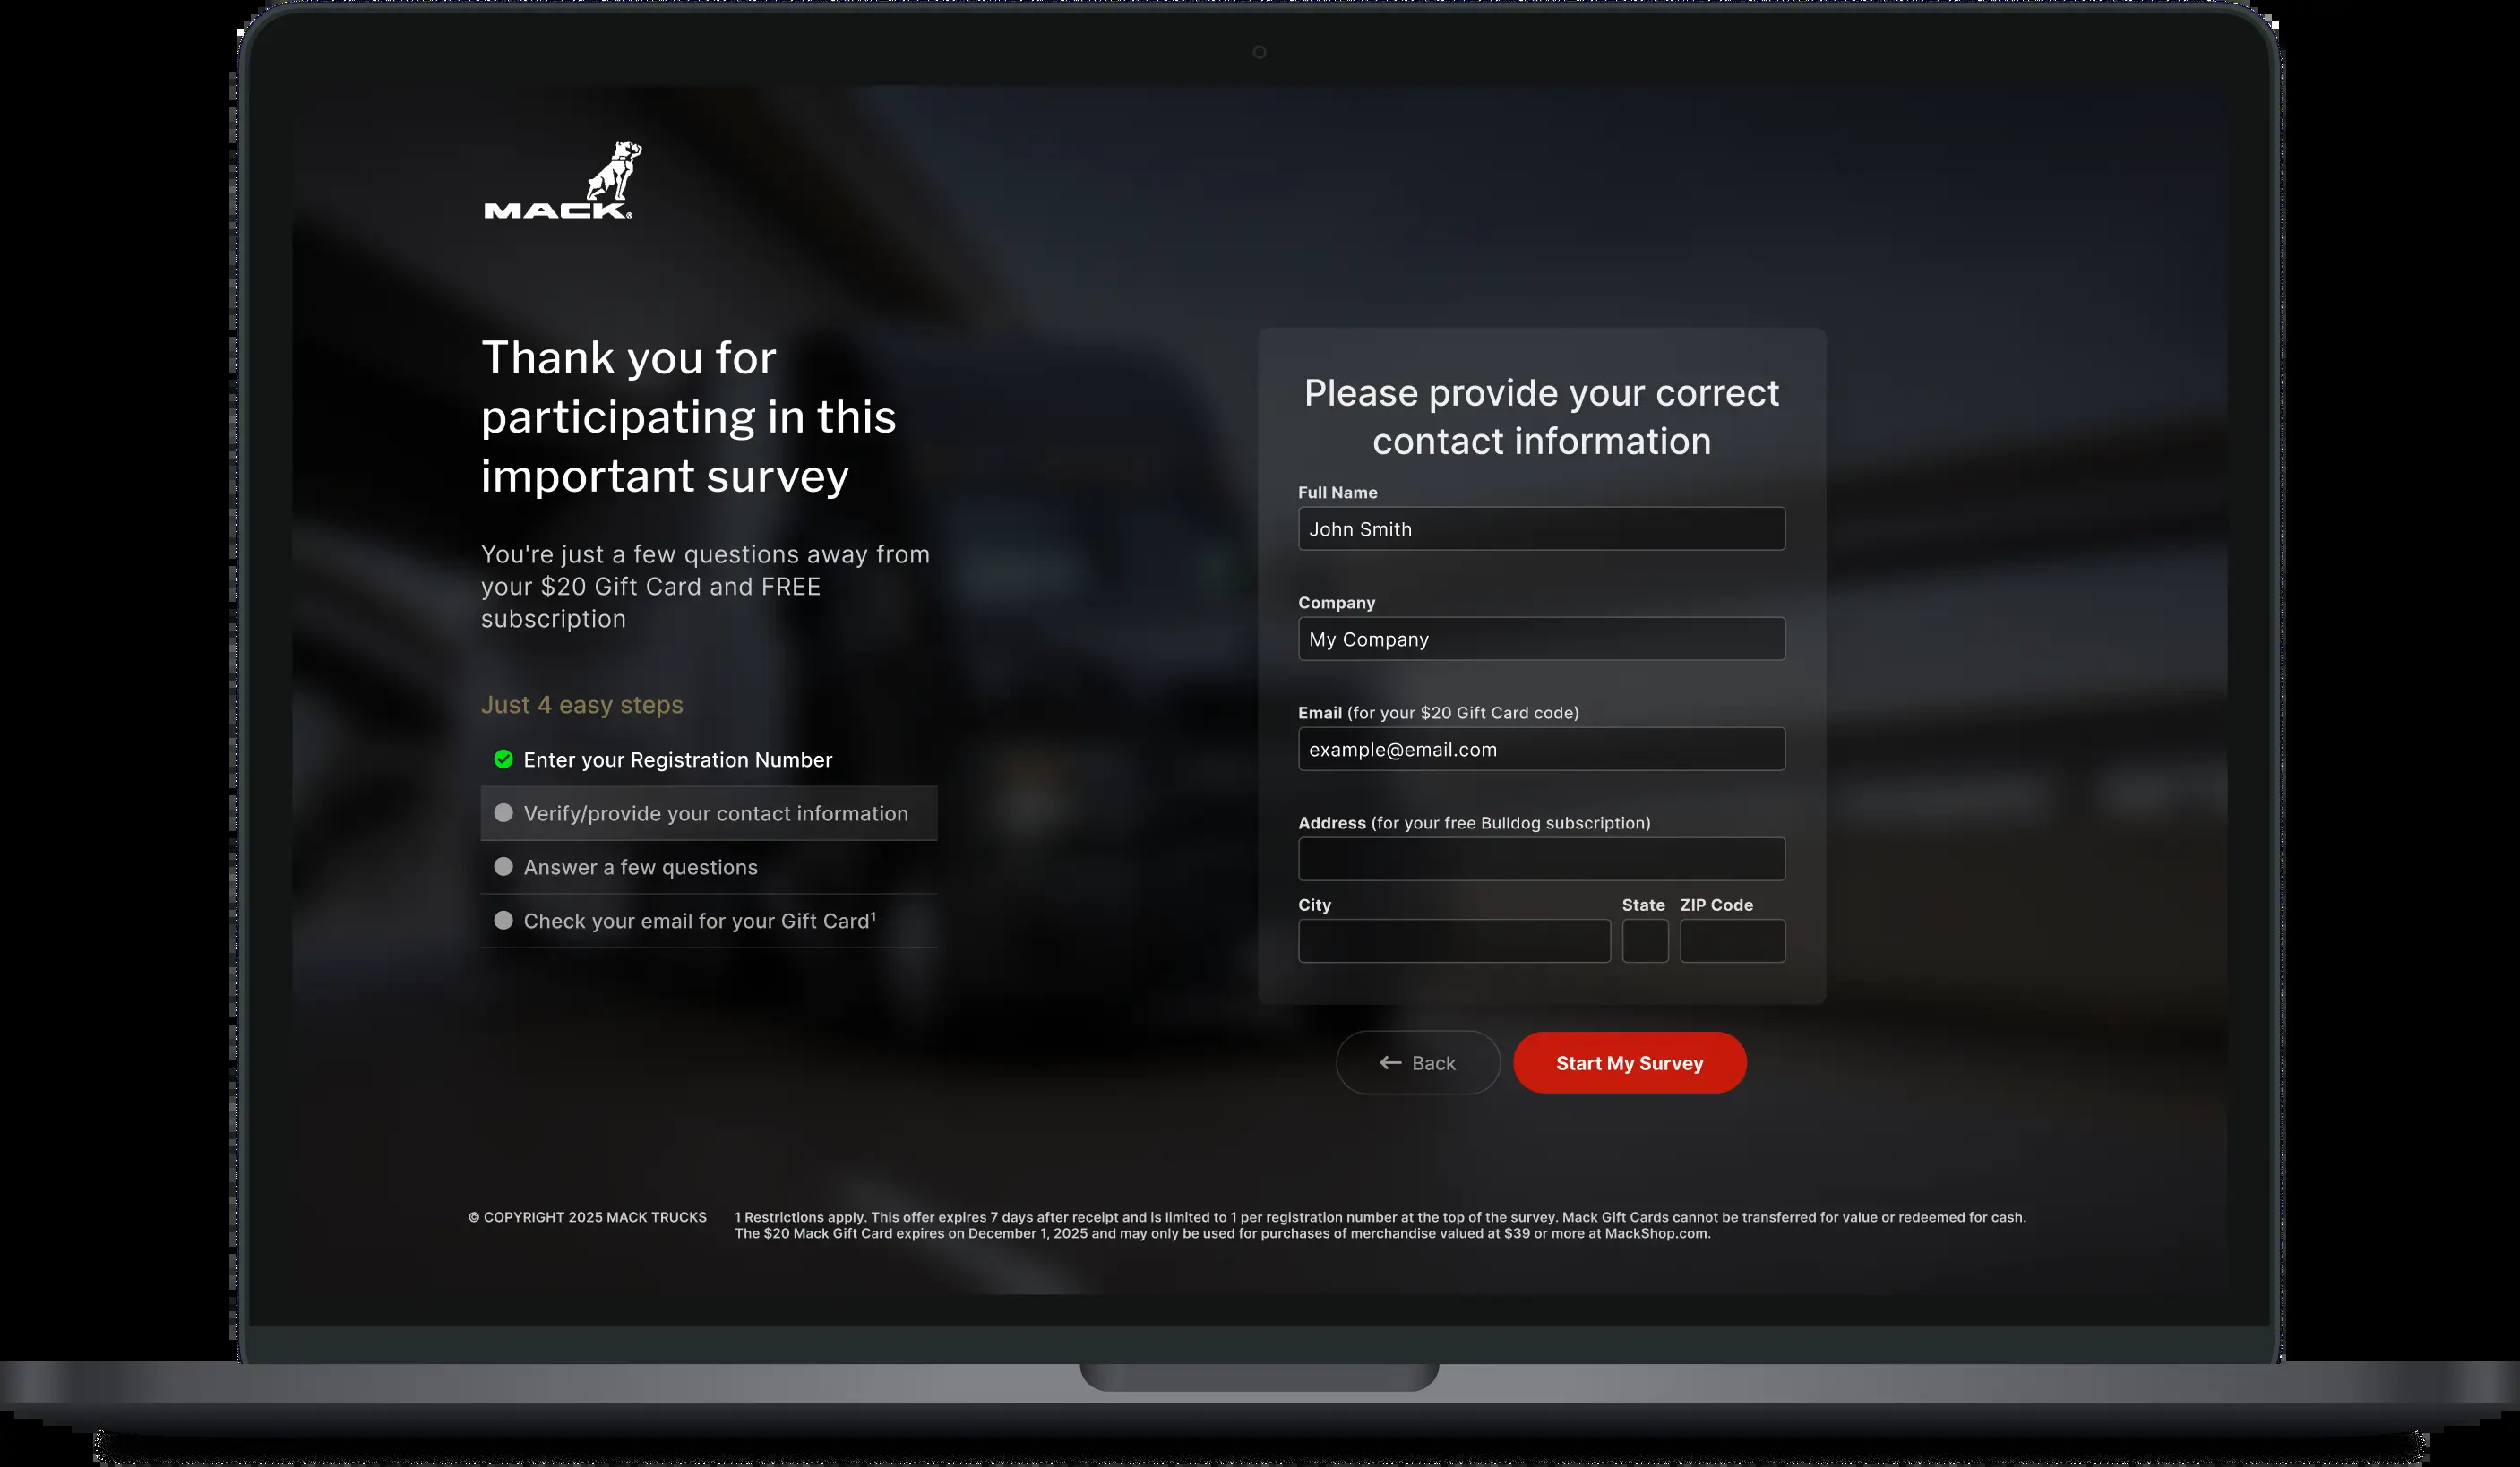 MACK®
Thank you for
participating in this
important survey
You're just a few questions away from
your $20 Gift Card and FREE
subscription
Just 4 easy steps
Enter your Registration Number
Verify/provide your contact information
Answer a few questions
Check your email for your Gift Card¹
Please provide your correct
contact information
Full Name
John Smith
Company
My Company
Email (for your $20 Gift Card code)
example@email.com
Address (for your free Bulldog subscription)
City State ZIP Code
← Back Start My Survey
© COPYRIGHT 2025 MACK TRUCKS
1 Restrictions apply. This offer expires 7 days after receipt and is limited to 1 per registration number at the top of the survey. Mack Gift Cards cannot be transferred for value or redeemed for cash.
The $20 Mack Gift Card expires on December 1, 2025 and may only be used for purchases of merchandise valued at $39 or more at MackShop.com.